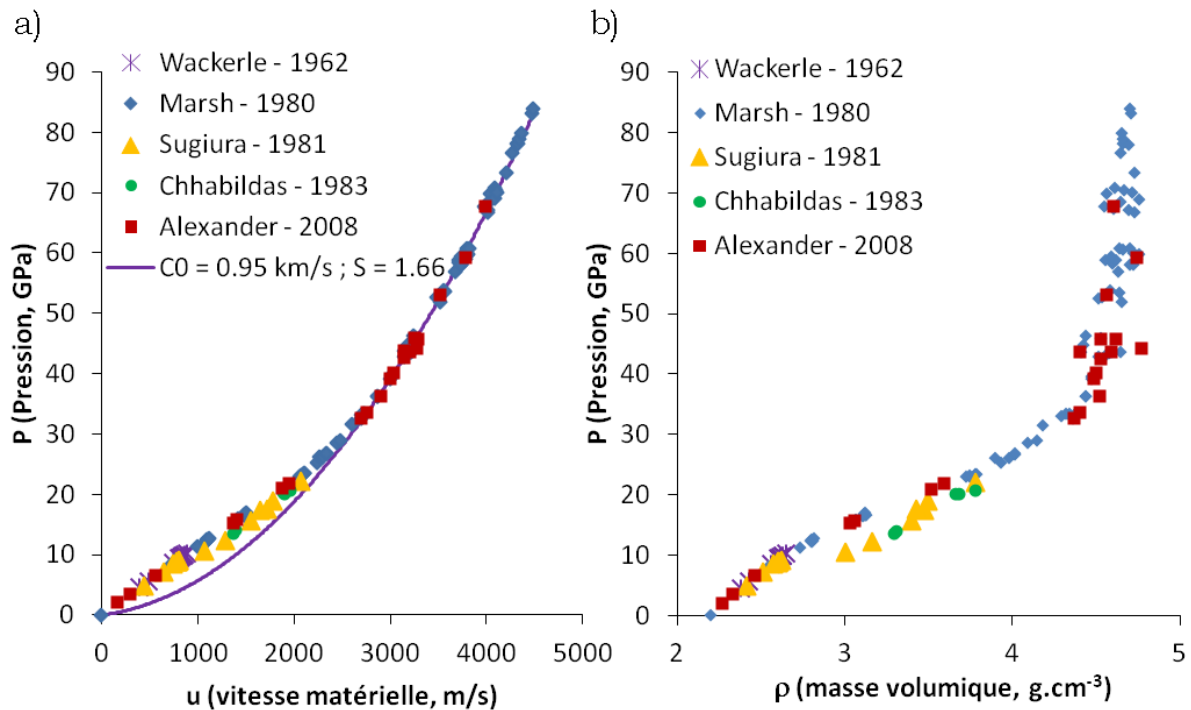 a)
Wackerle - 1962
Marsh - 1980
Sugiura - 1981
Chhabildas - 1983
Alexander - 2008
C0 = 0.95 km/s ; S = 1.66
P (Pression, GPa)
90
80
70
60
50
40
30
20
10
0
0 1000 2000 3000 4000 5000
u (vitesse matérielle, m/s)
b)
Wackerle - 1962
Marsh - 1980
Sugiura - 1981
Chhabildas - 1983
Alexander - 2008
P (Pression, GPa)
90
80
70
60
50
40
30
20
10
0
2 3 4 5
ρ (masse volumique, g.cm⁻³)